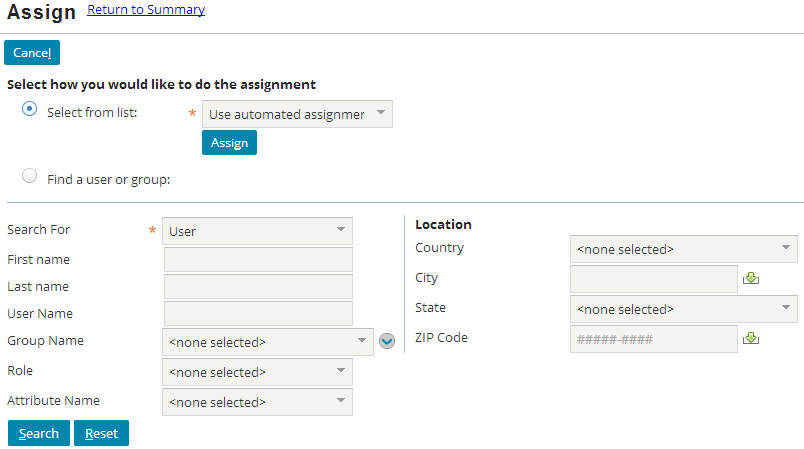 Assign Return to Summary
Cancel
Select how you would like to do the assignment
Select from list: * Use automated assignmer
Assign
Find a user or group:
Search For * User
First name
Last name
User Name
Group Name <none selected>
Role <none selected>
Attribute Name <none selected>
Search Reset
Location
Country <none selected>
City
State <none selected>
ZIP Code #####-####